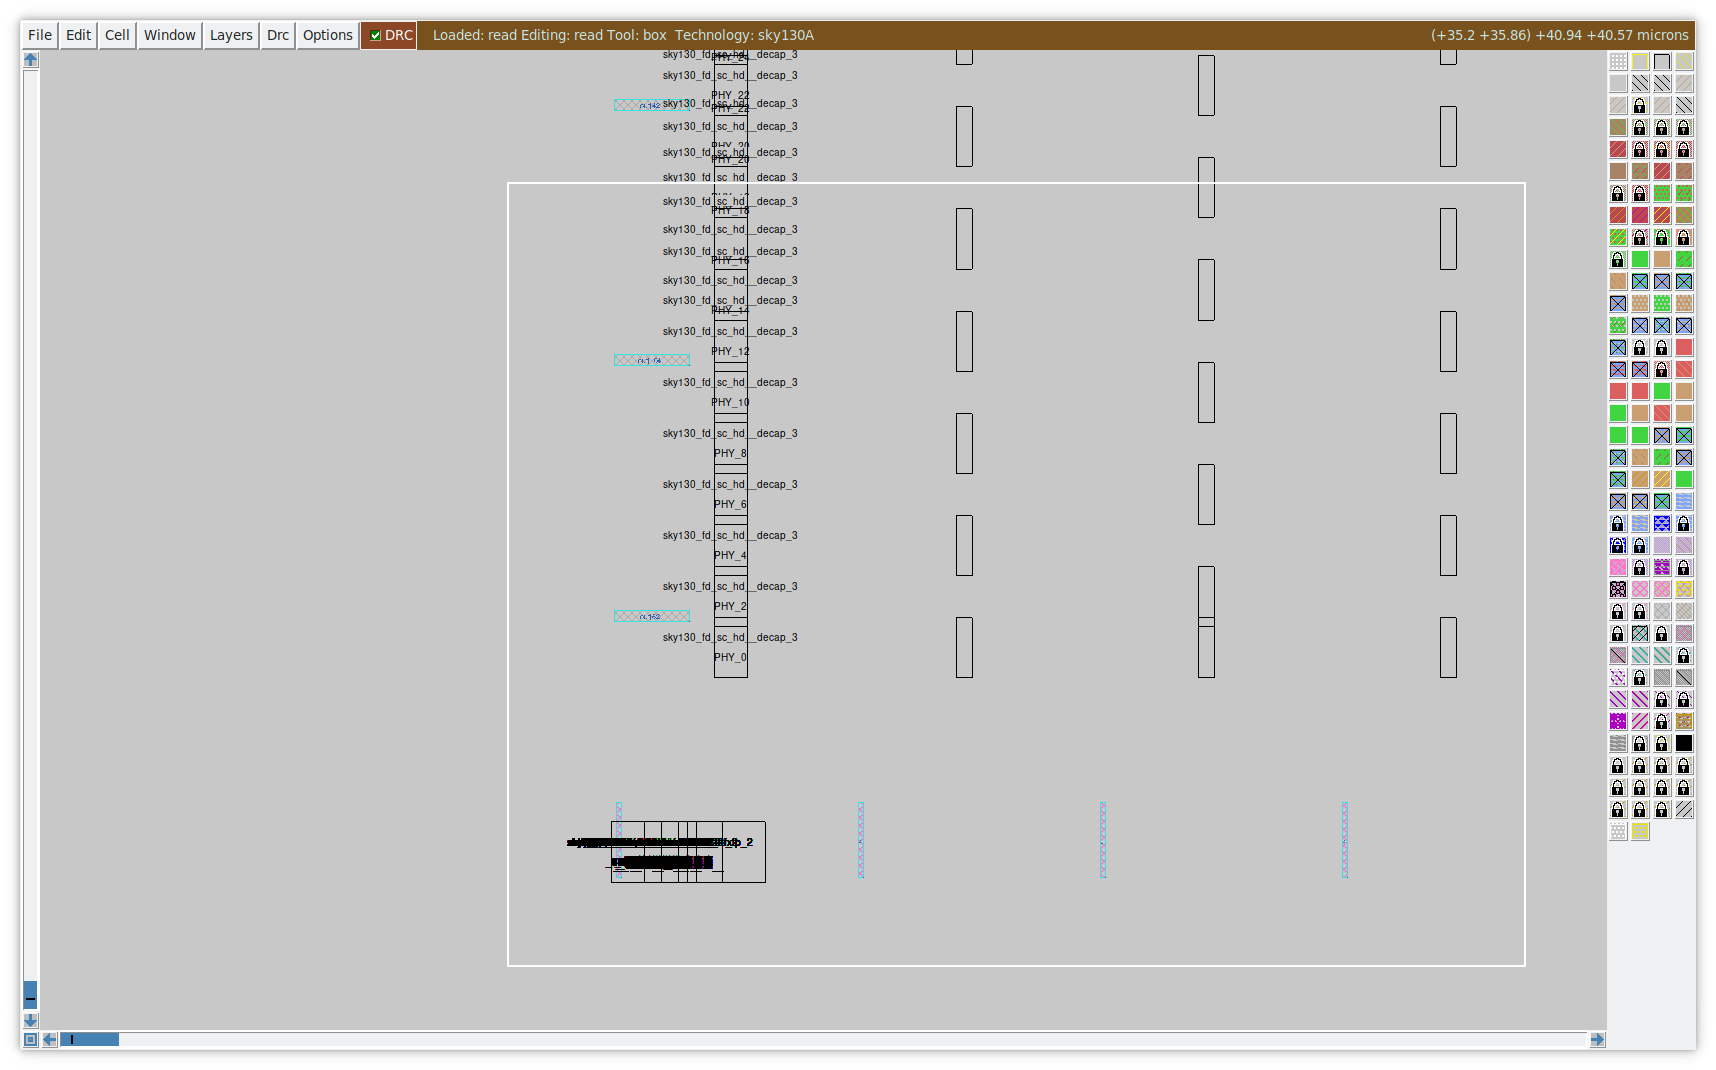 File Edit Cell Window Layers Drc Options DRC Loaded: read Editing: read Tool: box Technology: sky130A (+35.2 +35.86) +40.94 +40.57 microns
sky130_fd_sc_hd__decap_3
sky130_fd_sc_hd__decap_3
PHY_22
sky130_fd_sc_hd__decap_3
sky130_fd_sc_hd__decap_3
sky130_fd_sc_hd__decap_3
PHY_20
sky130_fd_sc_hd__decap_3
sky130_fd_sc_hd__decap_3
PHY_18
sky130_fd_sc_hd__decap_3
sky130_fd_sc_hd__decap_3
PHY_16
sky130_fd_sc_hd__decap_3
sky130_fd_sc_hd__decap_3
PHY_14
sky130_fd_sc_hd__decap_3
PHY_12
sky130_fd_sc_hd__decap_3
PHY_10
sky130_fd_sc_hd__decap_3
PHY_8
sky130_fd_sc_hd__decap_3
PHY_6
sky130_fd_sc_hd__decap_3
PHY_4
sky130_fd_sc_hd__decap_3
PHY_2
sky130_fd_sc_hd__decap_3
PHY_0